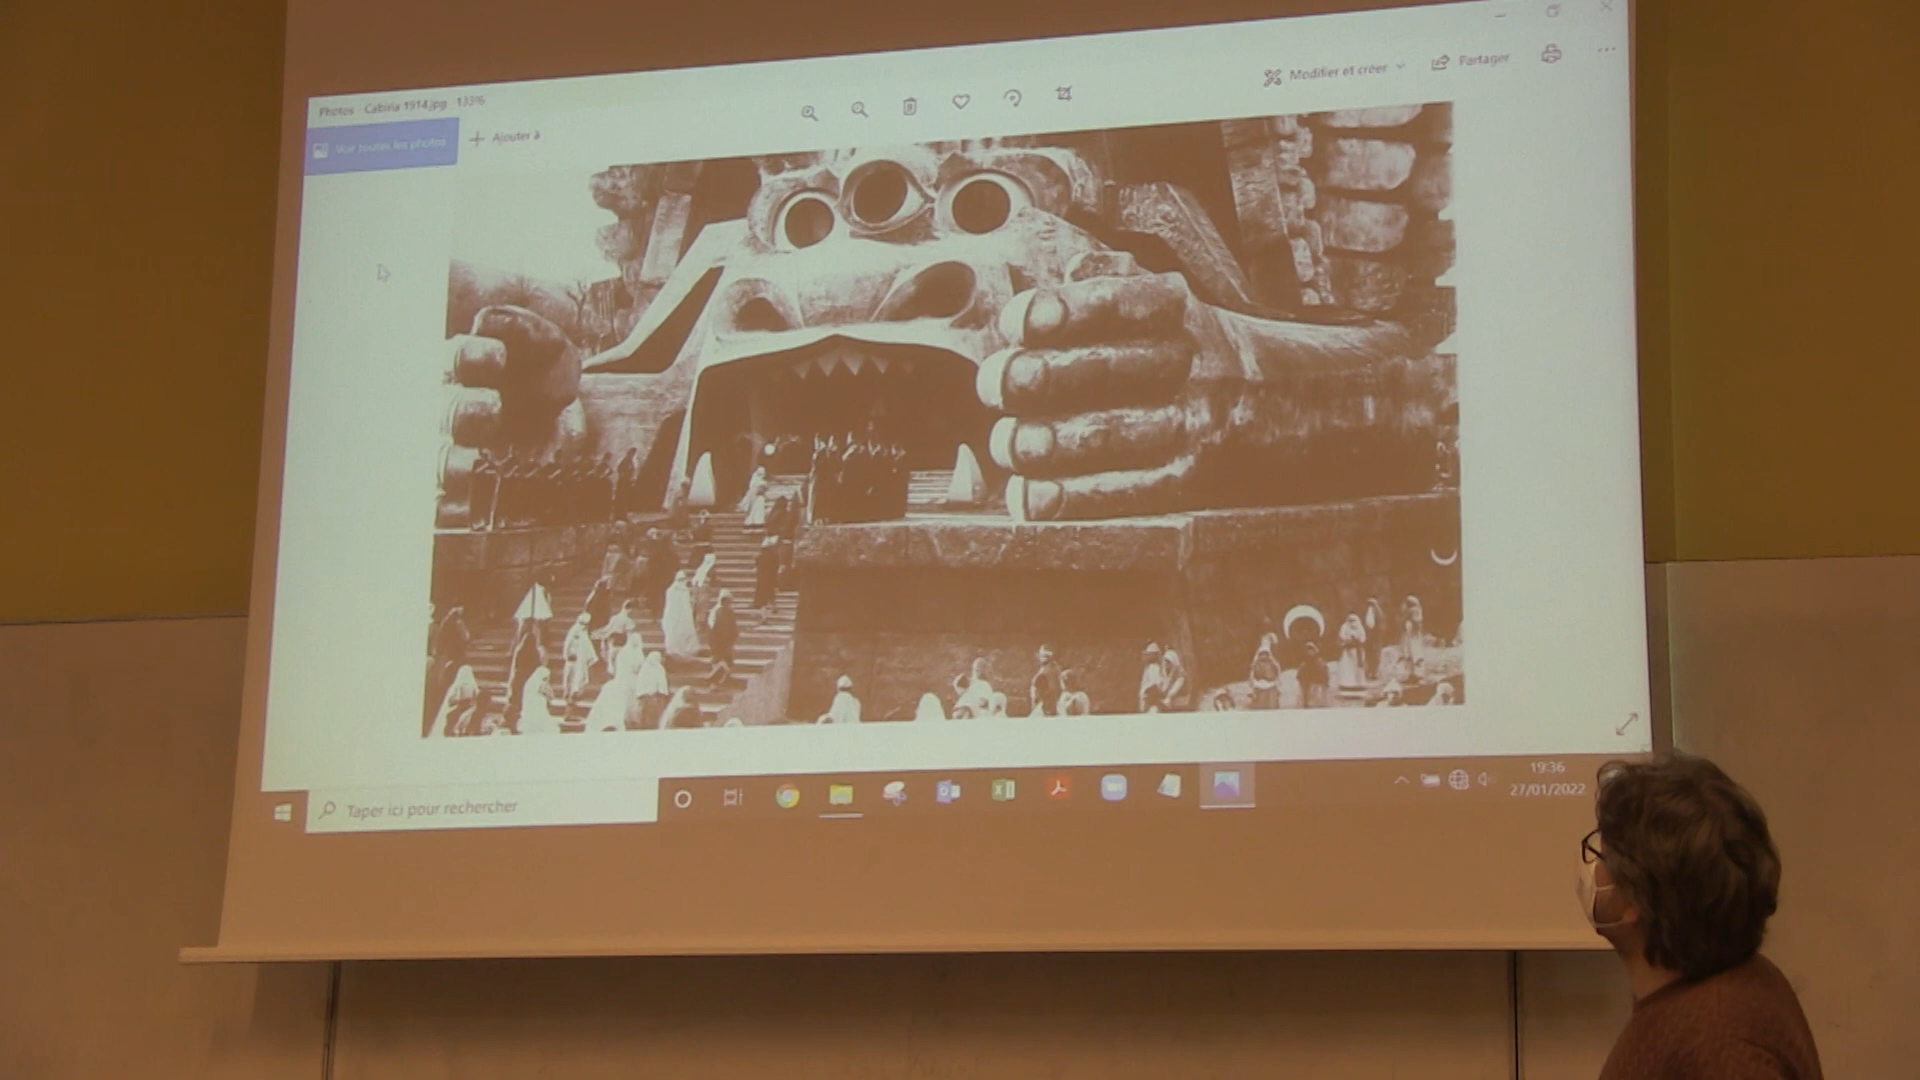 Photos - Cabiria 1914.jpg 133%
Modifier et créer
Partager
Voir toutes les photos
Ajouter à
Taper ici pour rechercher
19:36
27/01/2022